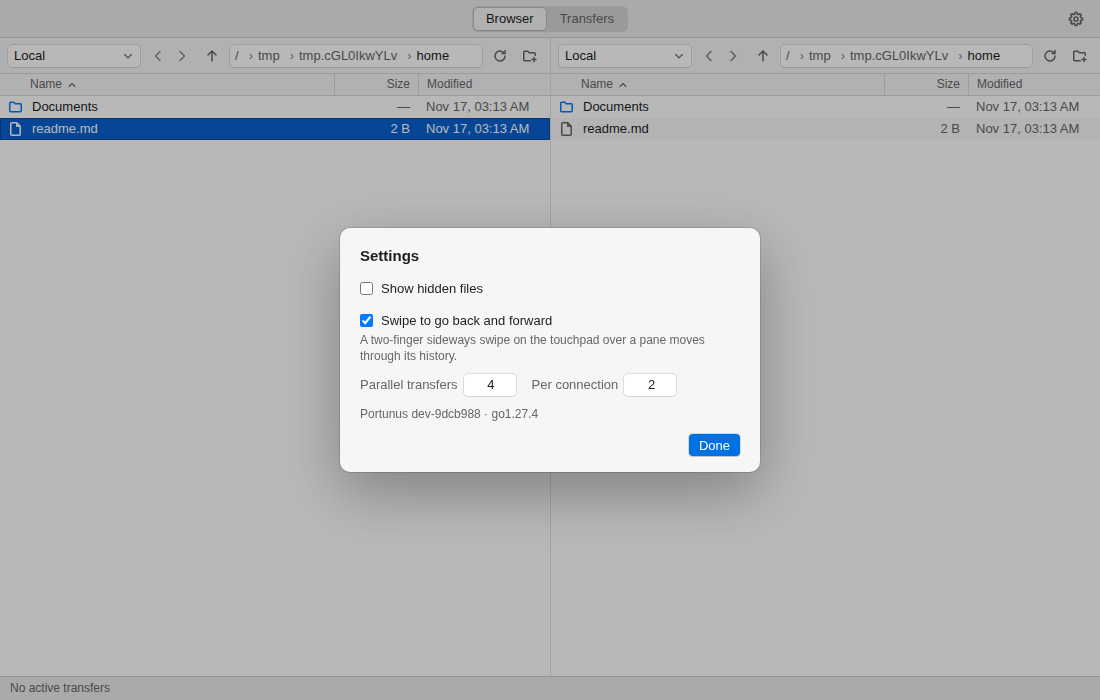 Browser Transfers
Local / › tmp › tmp.cGL0IkwYLv › home Local / › tmp › tmp.cGL0IkwYLv › home
Name Size Modified Name Size Modified
Documents — Nov 17, 03:13 AM Documents — Nov 17, 03:13 AM
readme.md 2 B Nov 17, 03:13 AM readme.md 2 B Nov 17, 03:13 AM
Settings
Show hidden files
Swipe to go back and forward
A two-finger sideways swipe on the touchpad over a pane moves
through its history.
Parallel transfers 4 Per connection 2
Portunus dev-9dcb988 · go1.27.4
Done
No active transfers